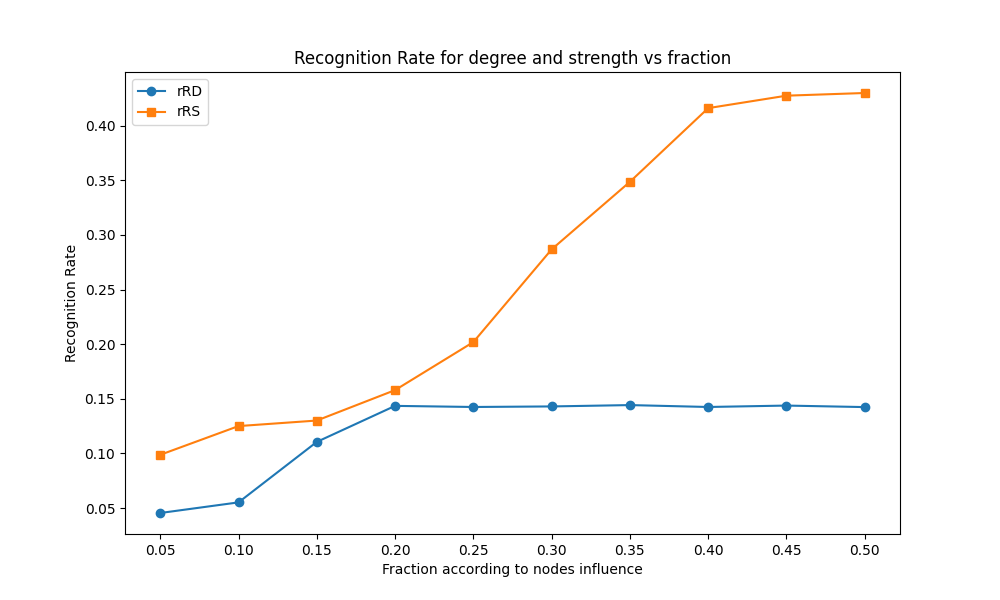 Recognition Rate for degree and strength vs fraction
rRD
rRS
0.40
0.35
0.30
0.25
0.20
0.15
0.10
0.05
Recognition Rate
0.05 0.10 0.15 0.20 0.25 0.30 0.35 0.40 0.45 0.50
Fraction according to nodes influence